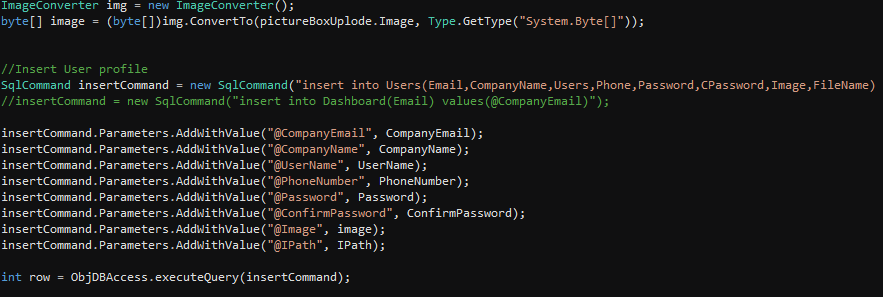 ImageConverter img = new ImageConverter();
byte[] image = (byte[])img.ConvertTo(pictureBoxUplode.Image, Type.GetType("System.Byte[]"));
//Insert User profile
SqlCommand insertCommand = new SqlCommand("insert into Users(Email,CompanyName,Users,Phone,Password,CPassword,Image,FileName)
//insertCommand = new SqlCommand("insert into Dashboard(Email) values(@CompanyEmail)");
insertCommand.Parameters.AddWithValue("@CompanyEmail", CompanyEmail);
insertCommand.Parameters.AddWithValue("@CompanyName", CompanyName);
insertCommand.Parameters.AddWithValue("@UserName", UserName);
insertCommand.Parameters.AddWithValue("@PhoneNumber", PhoneNumber);
insertCommand.Parameters.AddWithValue("@Password", Password);
insertCommand.Parameters.AddWithValue("@ConfirmPassword", ConfirmPassword);
insertCommand.Parameters.AddWithValue("@Image", image);
insertCommand.Parameters.AddWithValue("@IPath", IPath);
int row = ObjDBAccess.executeQuery(insertCommand);